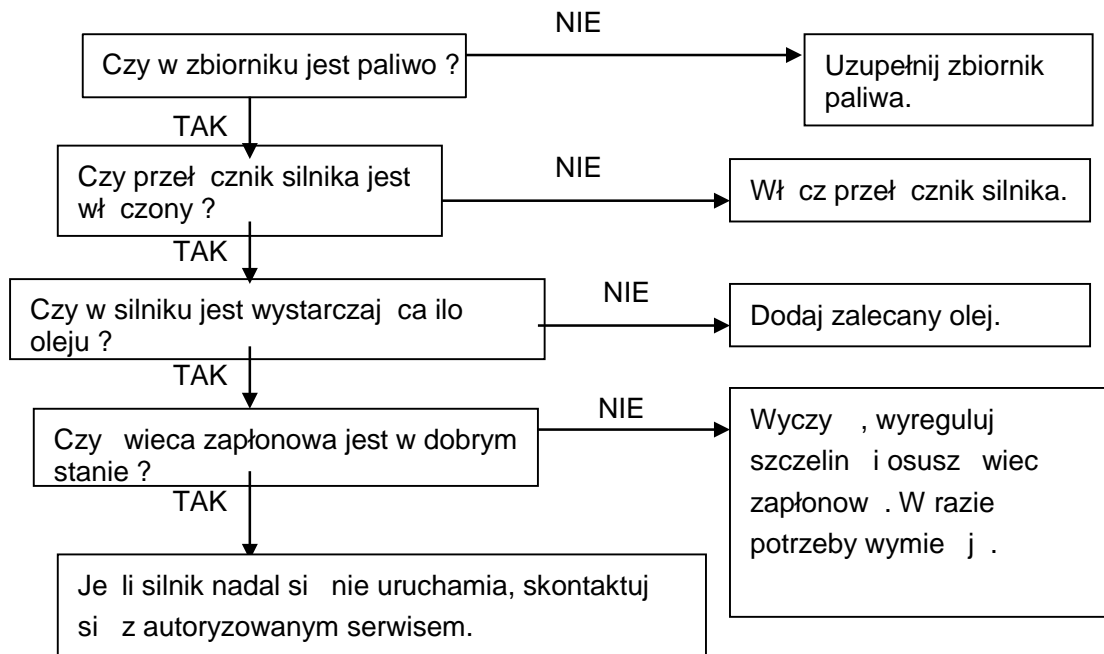 NIE
Czy w zbiorniku jest paliwo ?
Uzupełnij zbiornik
paliwa.
TAK
Czy przeł cznik silnika jest
wł czony ?
NIE
Wł cz przeł cznik silnika.
TAK
Czy w silniku jest wystarczaj ca ilo
oleju ?
NIE
Dodaj zalecany olej.
TAK
Czy wieca zapłonowa jest w dobrym
stanie ?
NIE
Wyczy , wyreguluj
szczelin i osusz wiec
zapłonow . W razie
potrzeby wymie j .
TAK
Je li silnik nadal si nie uruchamia, skontaktuj
si z autoryzowanym serwisem.